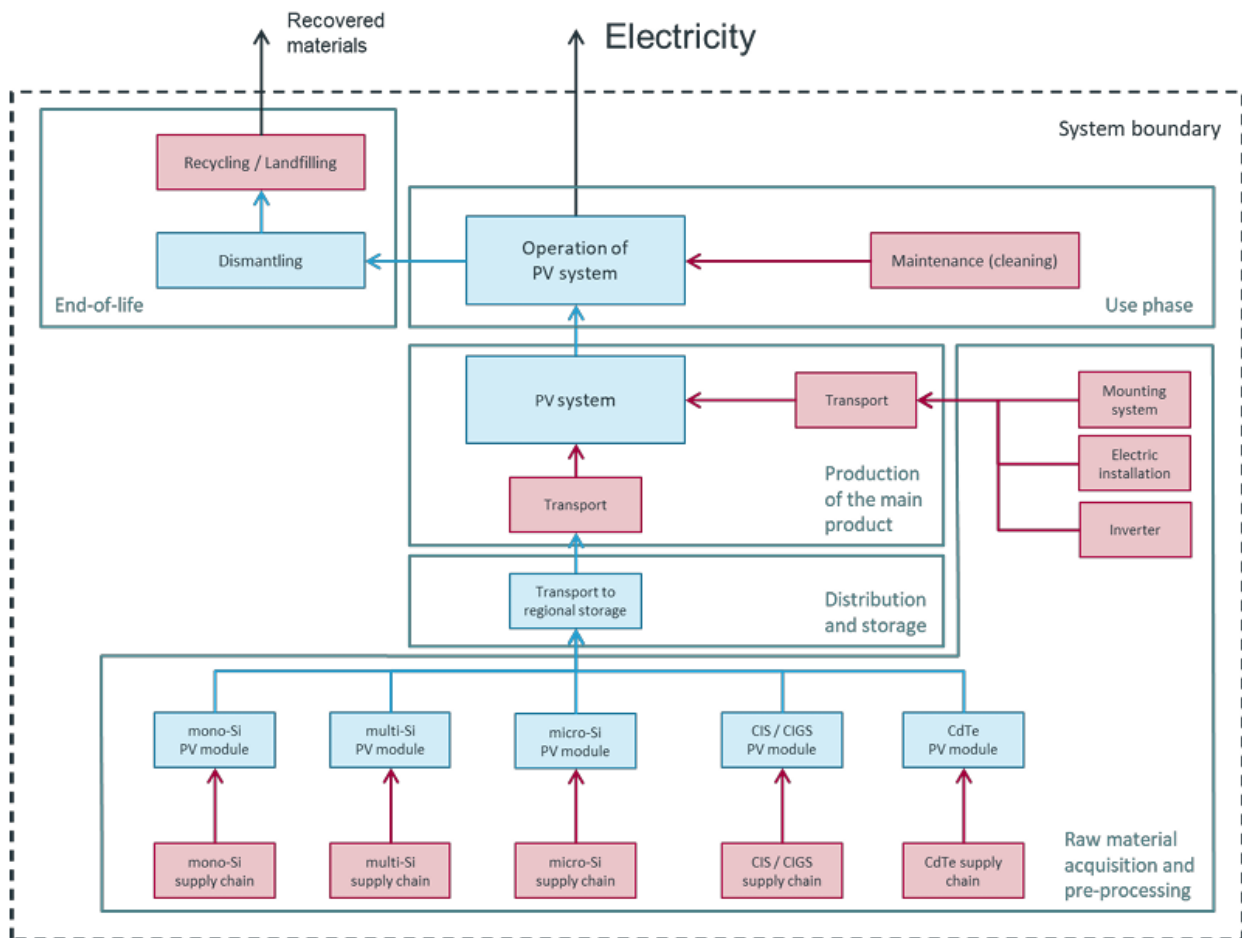 Recovered
materials
Electricity
System boundary
Recycling / Landfilling
Dismantling
End-of-life
Operation of
PV system
Maintenance (cleaning)
Use phase
PV system
Transport
Transport
Production
of the main
product
Mounting
system
Electric
installation
Inverter
Transport to
regional storage
Distribution
and storage
mono-Si
PV module
multi-Si
PV module
micro-Si
PV module
CIS / CIGS
PV module
CdTe
PV module
mono-Si
supply chain
multi-Si
supply chain
micro-Si
supply chain
CIS / CIGS
supply chain
CdTe supply
chain
Raw material
acquisition and
pre-processing